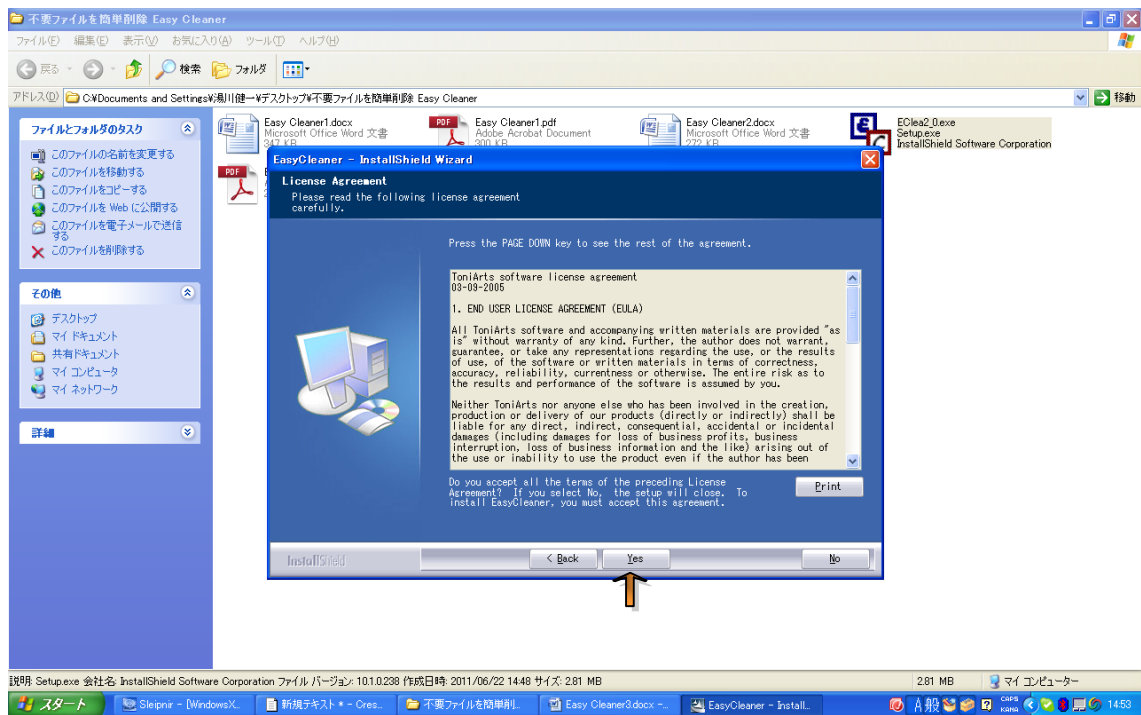 不要ファイルを簡単削除 Easy Cleaner
ファイル(F) 編集(E) 表示(V) お気に入り(A) ツール(T) ヘルプ(H)
戻る 検索 フォルダ
アドレス(D) C:¥Documents and Settings¥湯川健一¥デスクトップ¥不要ファイルを簡単削除 Easy Cleaner 移動
ファイルとフォルダのタスク
このファイルの名前を変更する
このファイルを移動する
このファイルをコピーする
このファイルを Web に公開する
このファイルを電子メールで送信
する
このファイルを削除する
その他
デスクトップ
マイ ドキュメント
共有ドキュメント
マイ コンピュータ
マイ ネットワーク
詳細
Easy Cleaner1.docx
Microsoft Office Word 文書
347 KB
Easy Cleaner1.pdf
Adobe Acrobat Document
300 KB
Easy Cleaner2.docx
Microsoft Office Word 文書
272 KB
EClea2_0.exe
Setup.exe
InstallShield Software Corporation
EasyCleaner - InstallShield Wizard
License Agreement
Please read the following license agreement
carefully.
Press the PAGE DOWN key to see the rest of the agreement.
ToniArts software license agreement
03-09-2005
1. END USER LICENSE AGREEMENT (EULA)
All ToniArts software and accompanying written materials are provided "as
is" without warranty of any kind. Further, the author does not warrant,
guarantee, or take any representations regarding the use, or the results
of use, of the software or written materials in terms of correctness,
accuracy, reliability, currentness or otherwise. The entire risk as to
the results and performance of the software is assumed by you.
Neither ToniArts nor anyone else who has been involved in the creation,
production or delivery of our products (directly or indirectly) shall be
liable for any direct, indirect, consequential, accidental or incidental
damages (including damages for loss of business profits, business
interruption, loss of business information and the like) arising out of
the use or inability to use the product even if the author has been
Do you accept all the terms of the preceding License
Agreement? If you select No, the setup will close. To
install EasyCleaner, you must accept this agreement.
Print
InstallShield
< Back Yes No
説明: Setup.exe 会社名: InstallShield Software Corporation ファイル バージョン: 10.1.0.238 作成日時: 2011/06/22 14:48 サイズ: 2.81 MB 2.81 MB マイ コンピューター
スタート Sleipnir - [WindowsX... 新規テキスト * - Cres... 不要ファイルを簡単削... Easy Cleaner3.docx -... EasyCleaner - Install... A 般 CAPS KANA 14:53